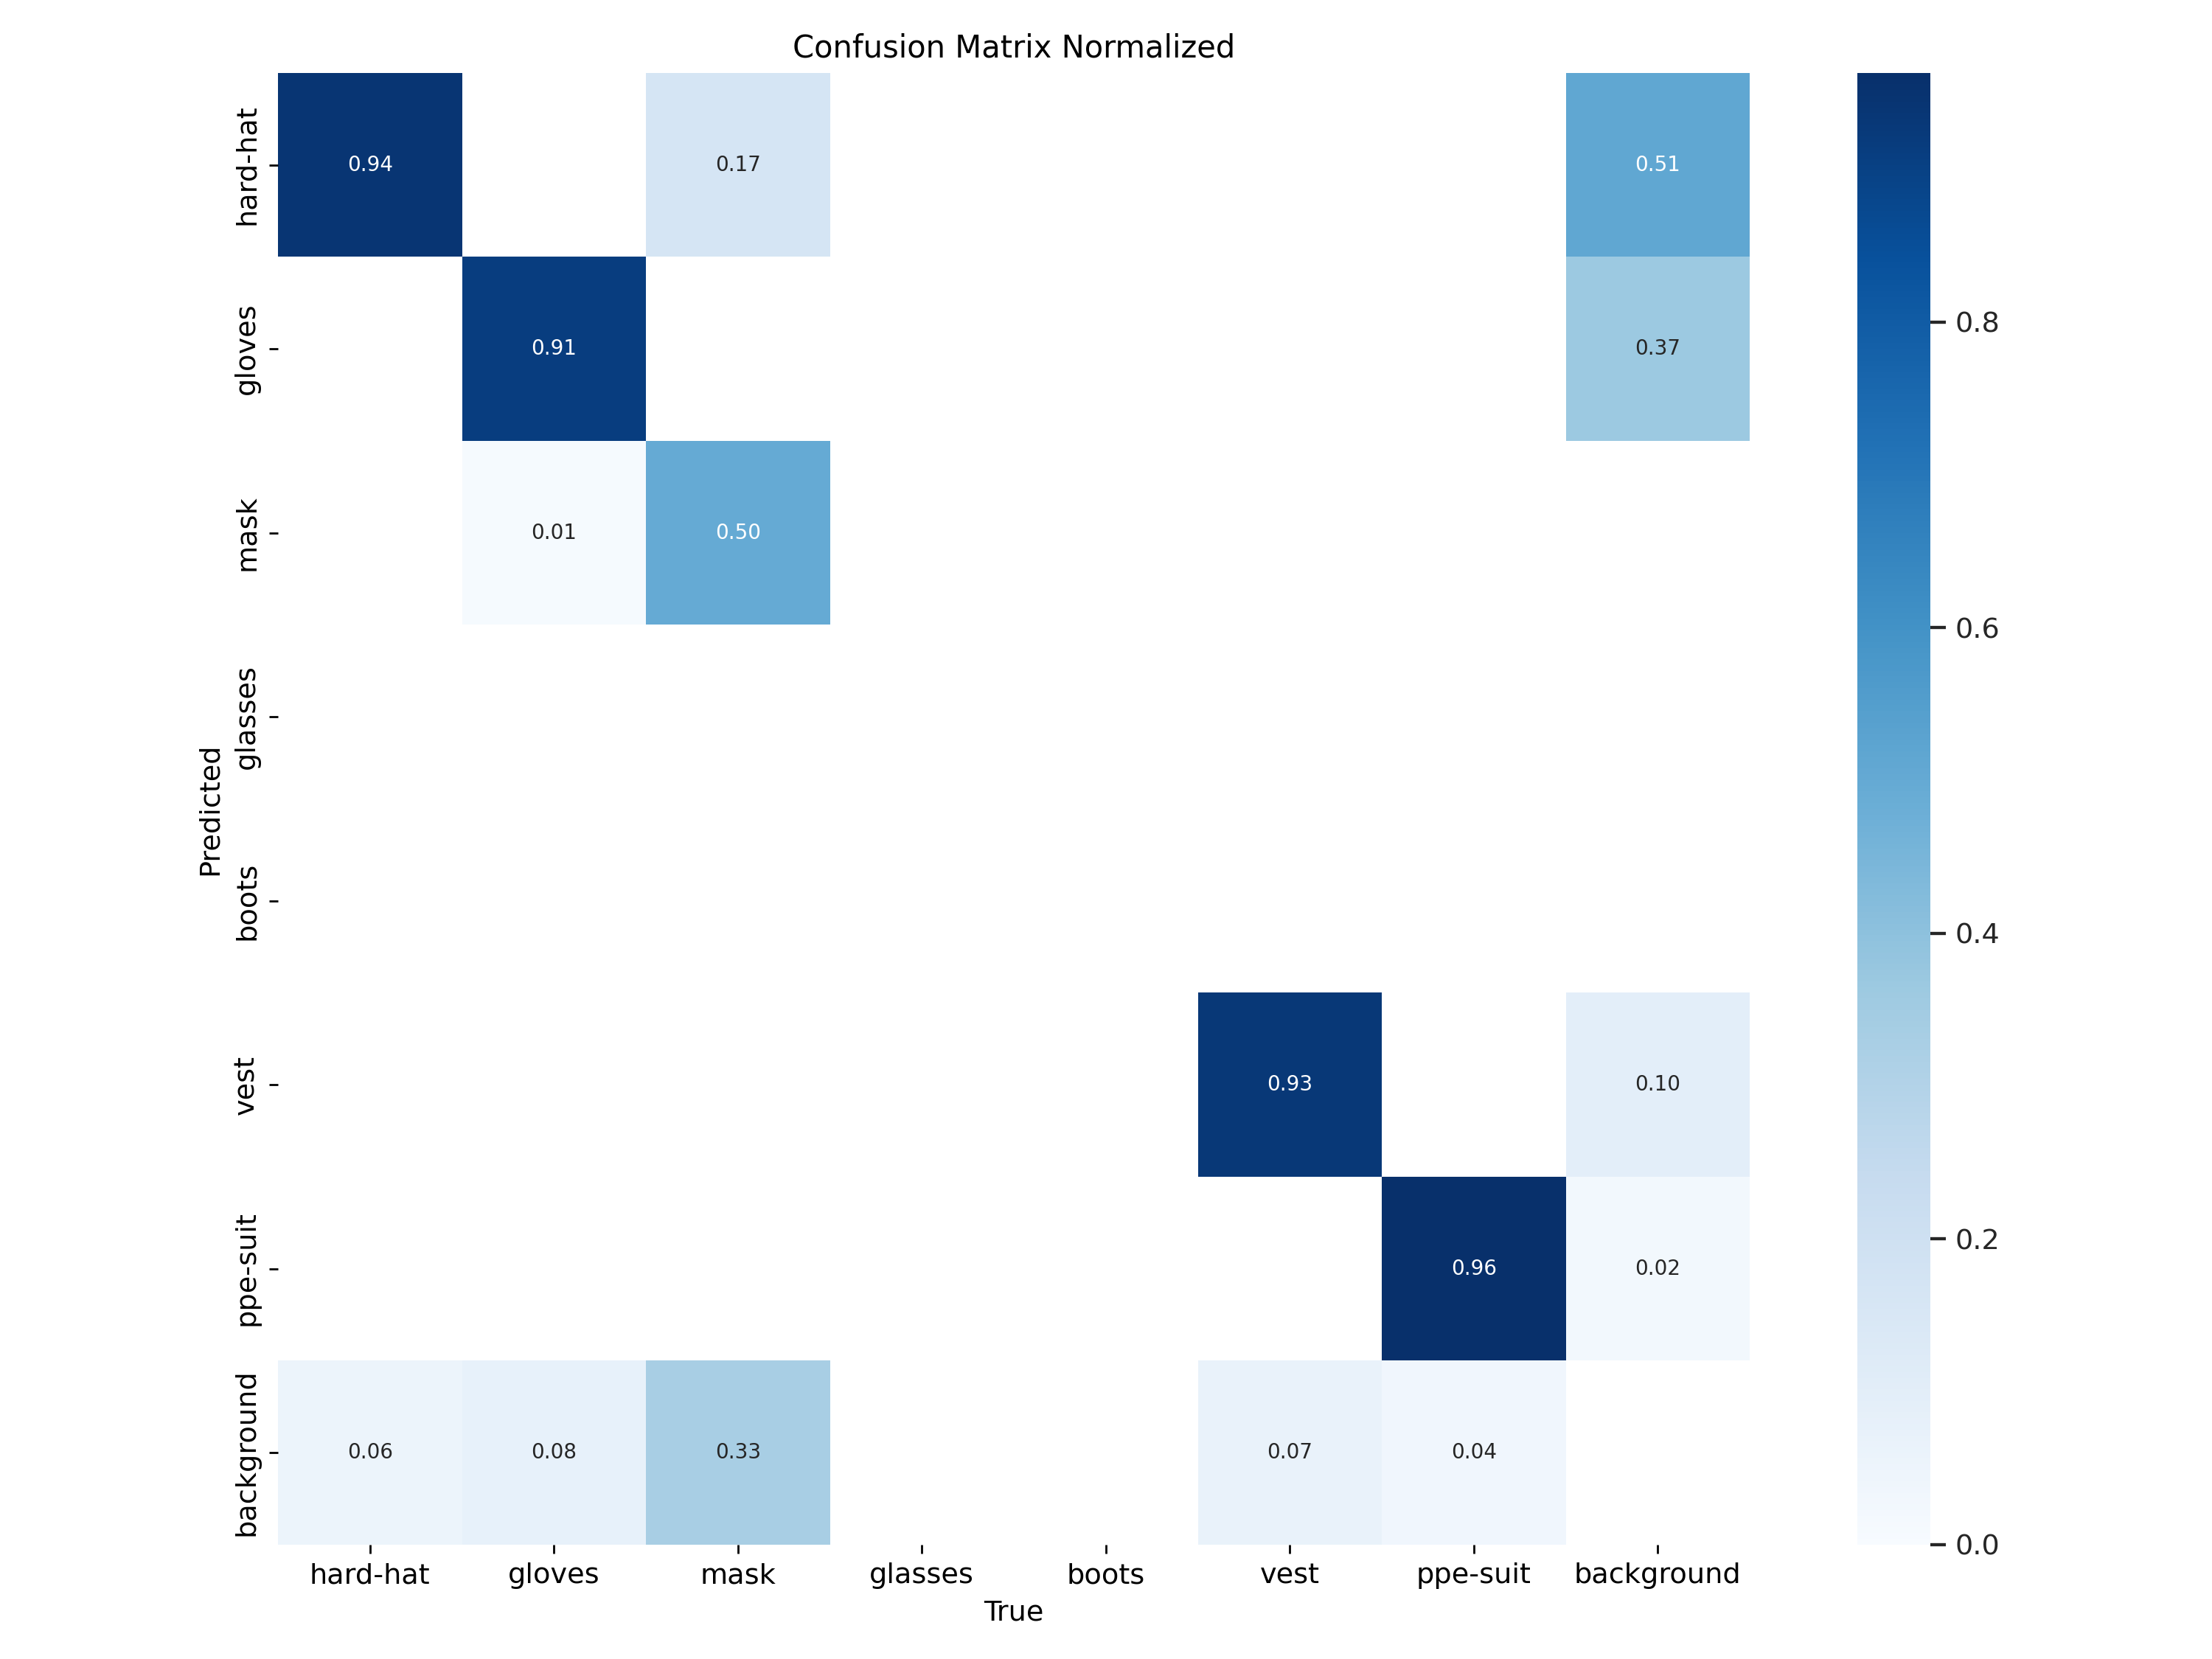 Confusion Matrix Normalized
hard-hat
0.94
0.17
0.51
gloves
0.91
0.37
0.8
mask
0.01
0.50
0.6
glasses
Predicted
boots
0.4
vest
0.93
0.10
ppe-suit
0.96
0.02
0.2
background
0.06
0.08
0.33
0.07
0.04
0.0
hard-hat gloves mask glasses boots vest ppe-suit background
True